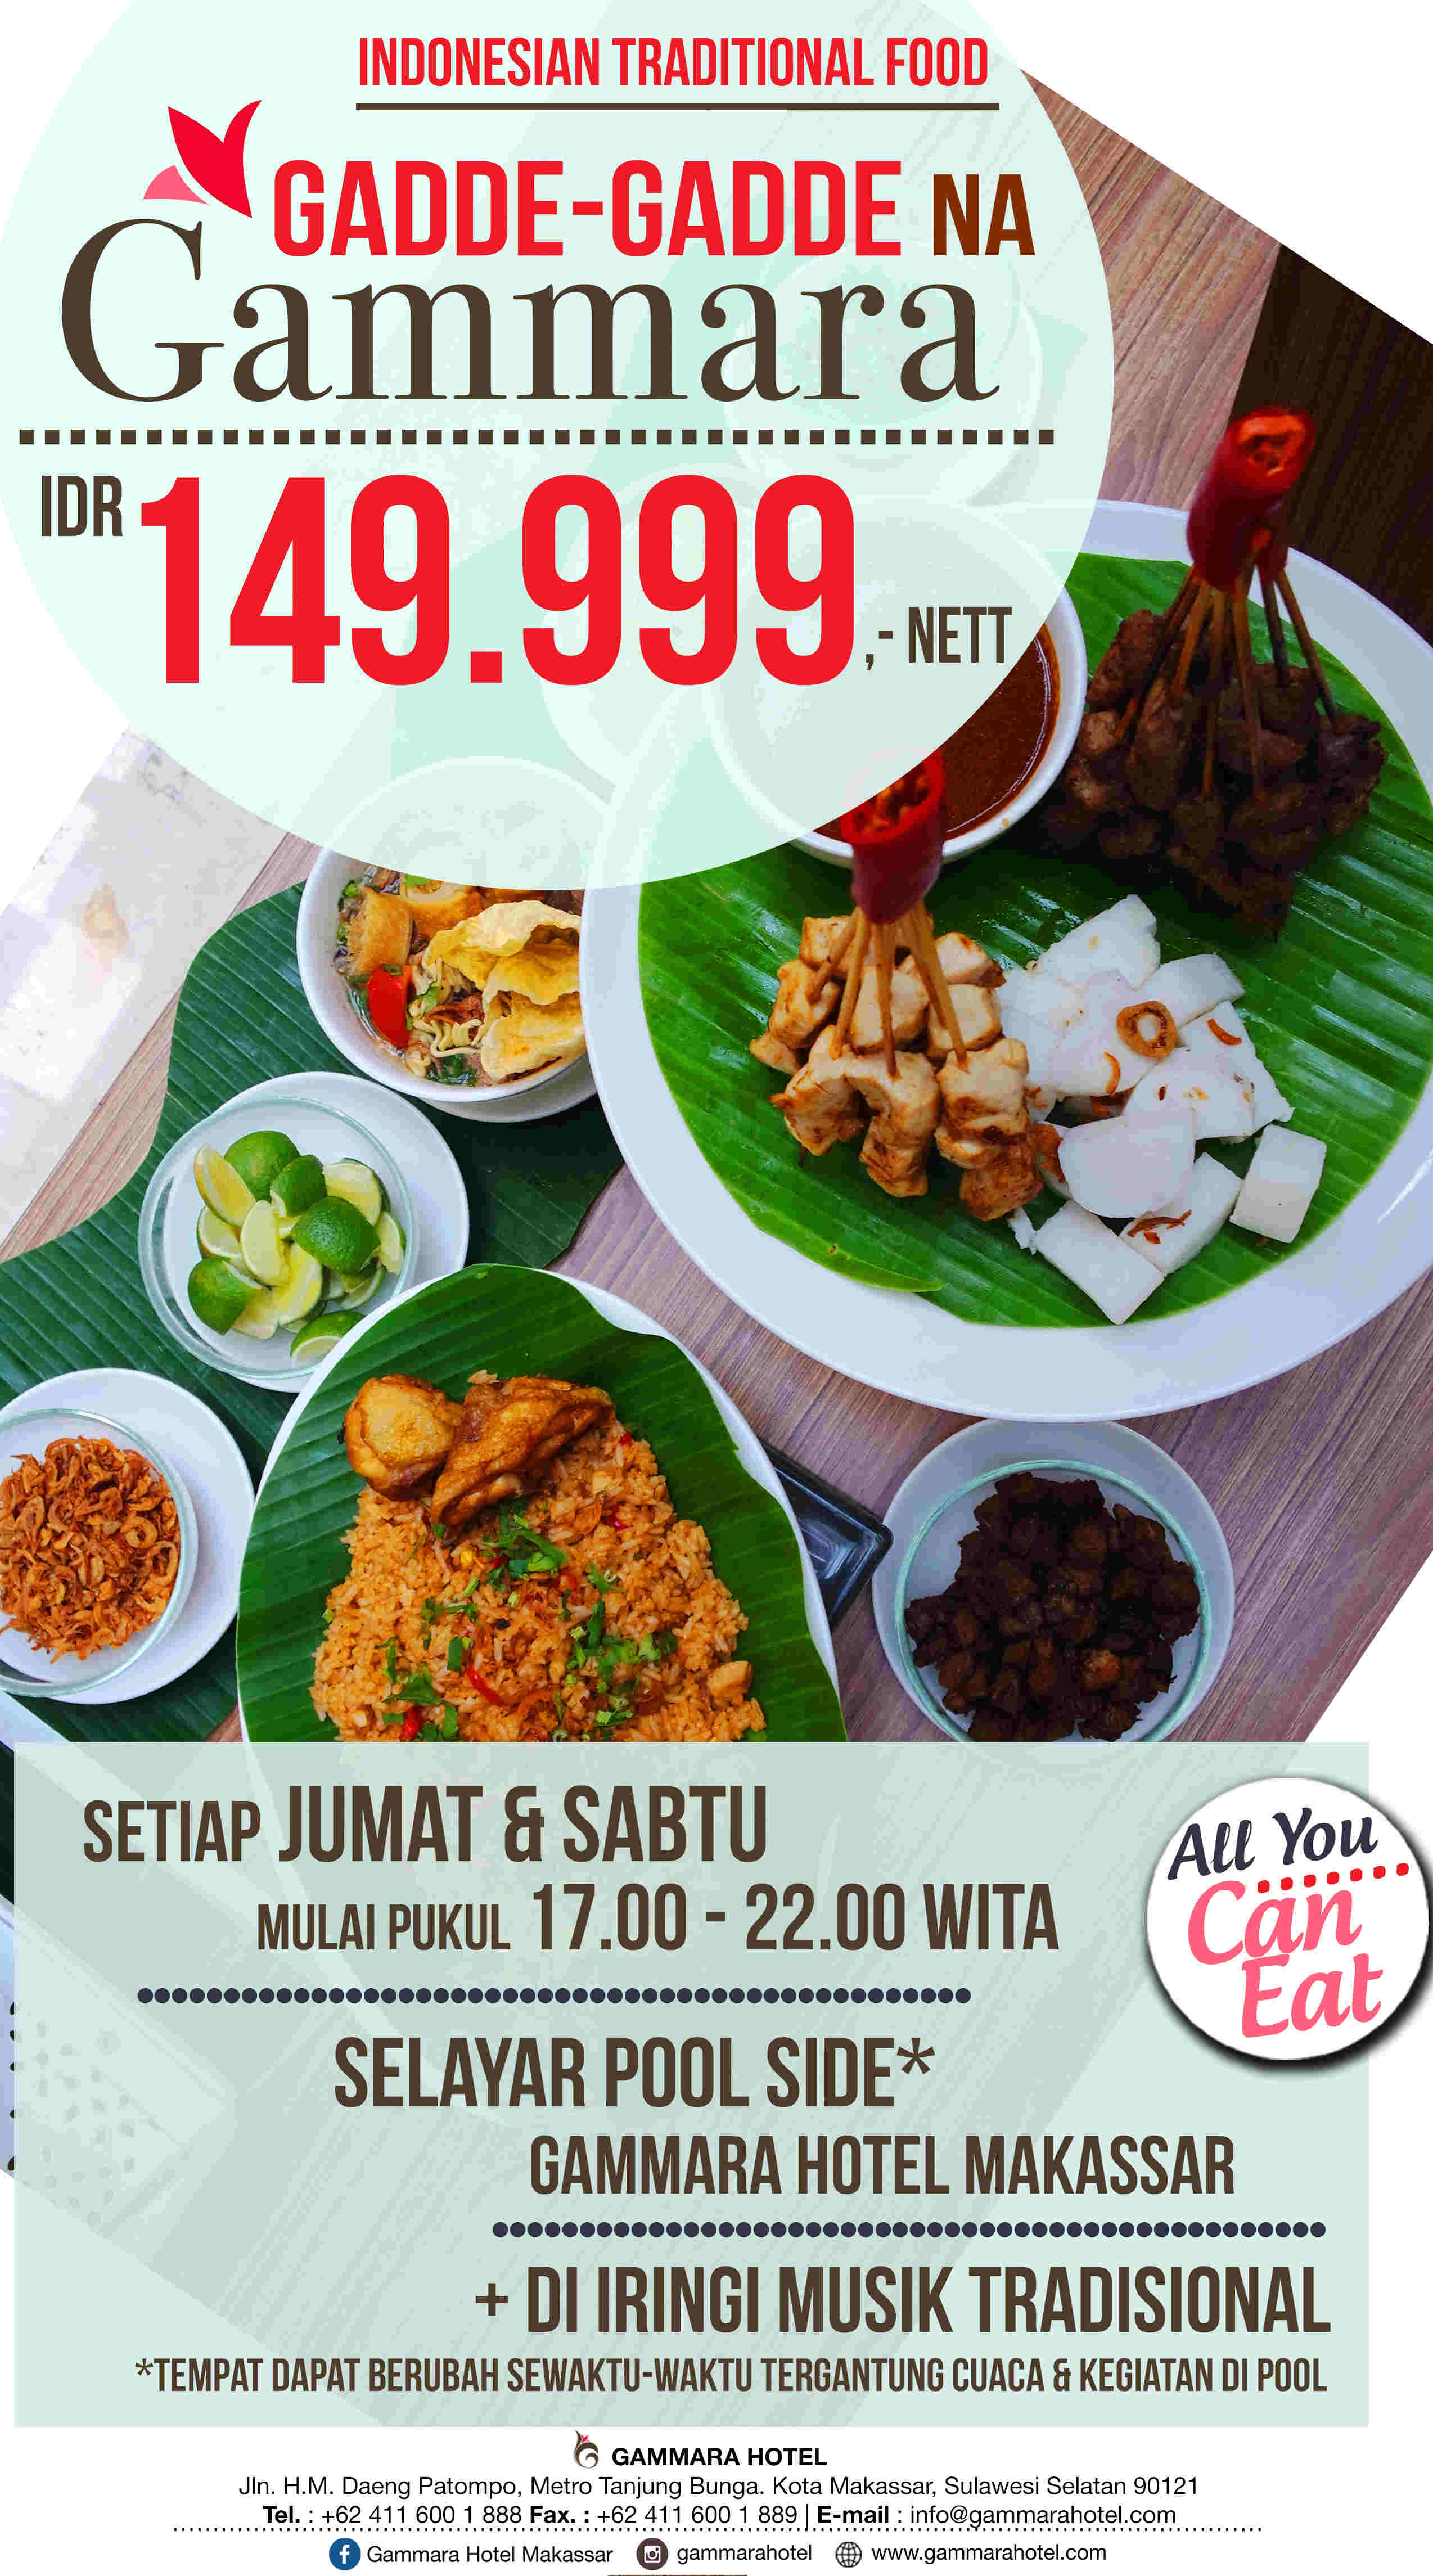 INDONESIAN TRADITIONAL FOOD
GADDE-GADDE NA
Gammara
IDR 149.999,- NETT
SETIAP JUMAT & SABTU
MULAI PUKUL 17.00 - 22.00 WITA
All You
Can
Eat
SELAYAR POOL SIDE*
GAMMARA HOTEL MAKASSAR
+ DI IRINGI MUSIK TRADISIONAL
*TEMPAT DAPAT BERUBAH SEWAKTU-WAKTU TERGANTUNG CUACA & KEGIATAN DI POOL
GAMMARA HOTEL
Jln. H.M. Daeng Patompo, Metro Tanjung Bunga. Kota Makassar, Sulawesi Selatan 90121
Tel. : +62 411 600 1 888 Fax. : +62 411 600 1 889 | E-mail : info@gammarahotel.com
Gammara Hotel Makassar gammarahotel www.gammarahotel.com